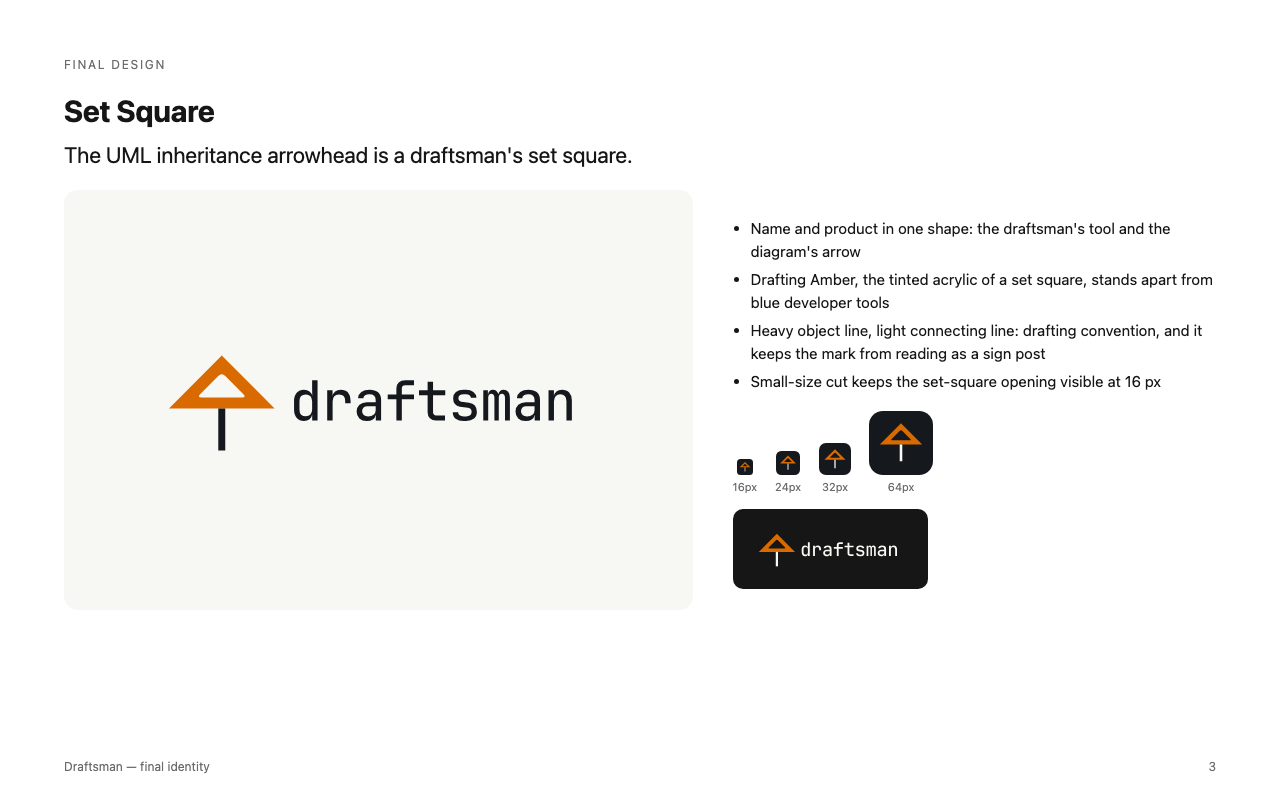 FINAL DESIGN
Set Square
The UML inheritance arrowhead is a draftsman's set square.
draftsman
• Name and product in one shape: the draftsman's tool and the
diagram's arrow
• Drafting Amber, the tinted acrylic of a set square, stands apart from
blue developer tools
• Heavy object line, light connecting line: drafting convention, and it
keeps the mark from reading as a sign post
• Small-size cut keeps the set-square opening visible at 16 px
16px 24px 32px 64px
draftsman
Draftsman — final identity 3